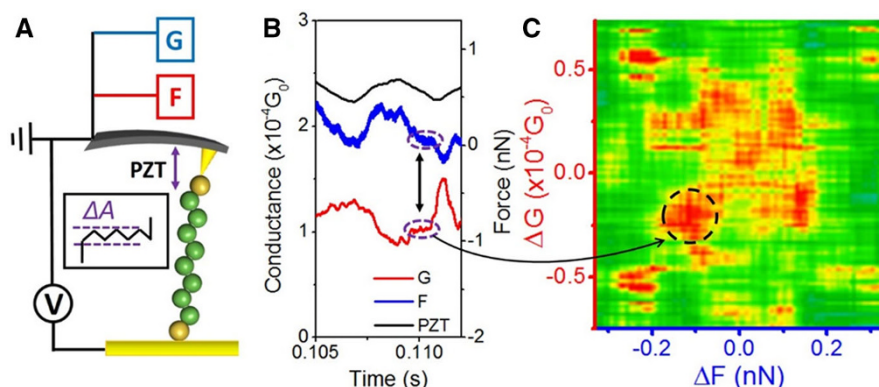 A
G
F
PZT
ΔA
V
B
3
2
1
0
Conductance (x10⁻⁴G₀)
1
0
-1
-2
Force (nN)
G
F
PZT
0.105
0.110
Time (s)
C
0.5
0.0
-0.5
ΔG (x10⁻⁴G₀)
-0.2
0.0
0.2
ΔF (nN)